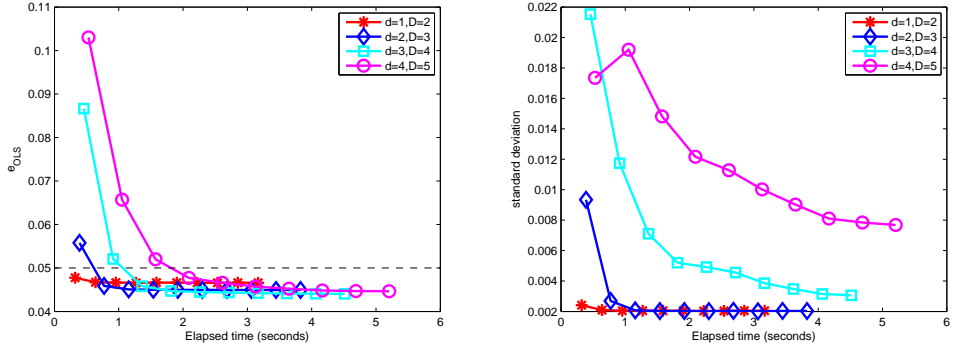 0.11
0.1
0.09
0.08
0.07
0.06
0.05
0.04
e_OLS
0 1 2 3 4 5 6
Elapsed time (seconds)
d=1,D=2
d=2,D=3
d=3,D=4
d=4,D=5
0.022
0.02
0.018
0.016
0.014
0.012
0.01
0.008
0.006
0.004
0.002
standard deviation
0 1 2 3 4 5 6
Elapsed time (seconds)
d=1,D=2
d=2,D=3
d=3,D=4
d=4,D=5